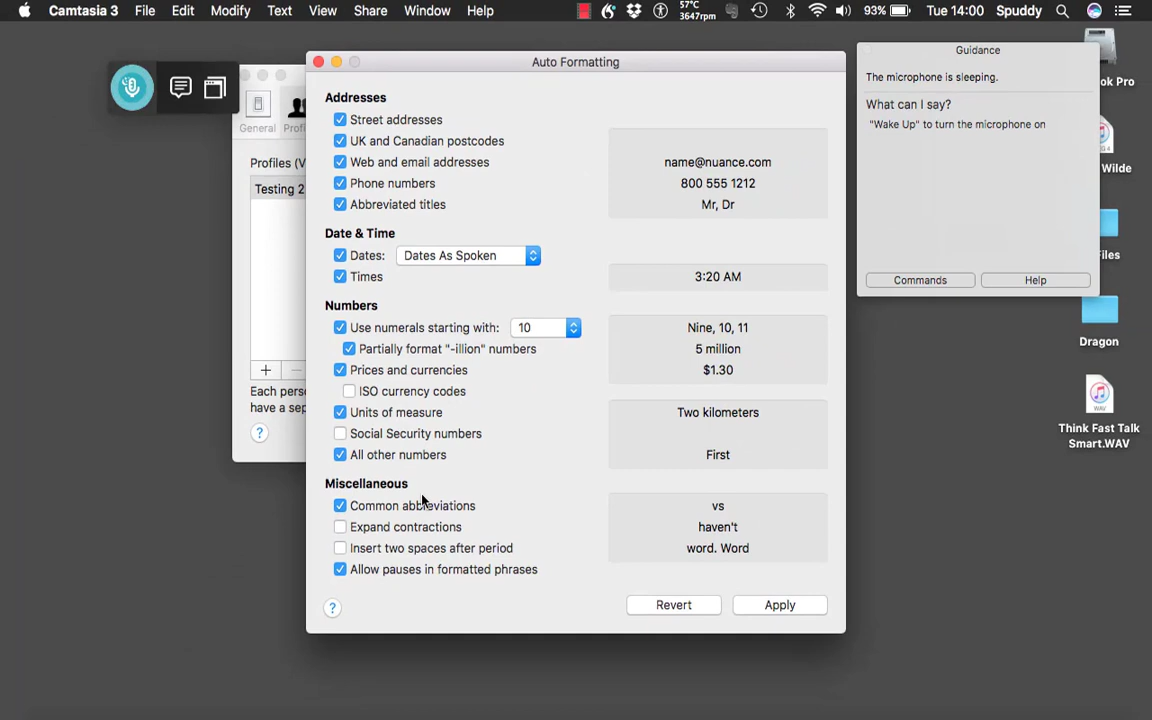 Camtasia 3 File Edit Modify Text View Share Window Help 57°C 3647rpm 93% Tue 14:00 Spuddy
Auto Formatting
Addresses
Street addresses
UK and Canadian postcodes
Web and email addresses
name@nuance.com
Phone numbers
800 555 1212
Abbreviated titles
Mr, Dr
Date & Time
Dates: Dates As Spoken
Times
3:20 AM
Numbers
Use numerals starting with: 10
Nine, 10, 11
Partially format "-illion" numbers
5 million
Prices and currencies
$1.30
ISO currency codes
Units of measure
Two kilometers
Social Security numbers
All other numbers
First
Miscellaneous
Common abbreviations
vs
Expand contractions
haven't
Insert two spaces after period
word. Word
Allow pauses in formatted phrases
?
Revert
Apply
General
Profi
Profiles (V
Testing 2
+
Each pers
have a sep
?
Guidance
The microphone is sleeping.
What can I say?
"Wake Up" to turn the microphone on
Commands
Help
ok Pro
Wilde
iles
Dragon
WAV
Think Fast Talk
Smart.WAV